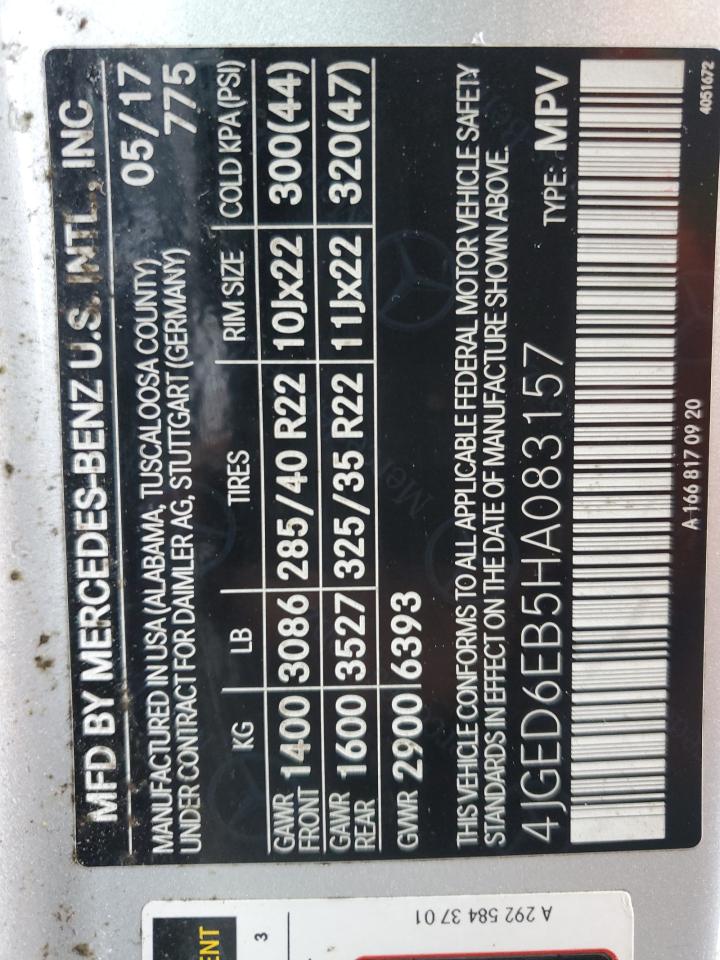 MFD BY MERCEDES-BENZ U.S. INTL., INC
MANUFACTURED IN USA (ALABAMA, TUSCALOOSA COUNTY) 05/17
UNDER CONTRACT FOR DAIMLER AG, STUTTGART (GERMANY) 775
KG LB TIRES RIM SIZE COLD KPA (PSI)
GAWR FRONT 1400 3086 285/40 R22 10Jx22 300(44)
GAWR REAR 1600 3527 325/35 R22 11Jx22 320(47)
GVWR 2900 6393
THIS VEHICLE CONFORMS TO ALL APPLICABLE FEDERAL MOTOR VEHICLE SAFETY
STANDARDS IN EFFECT ON THE DATE OF MANUFACTURE SHOWN ABOVE.
4JGED6EB5HA083157 TYPE: MPV
A 166 817 09 20 4051672
A 292 584 37 01
ENT
3